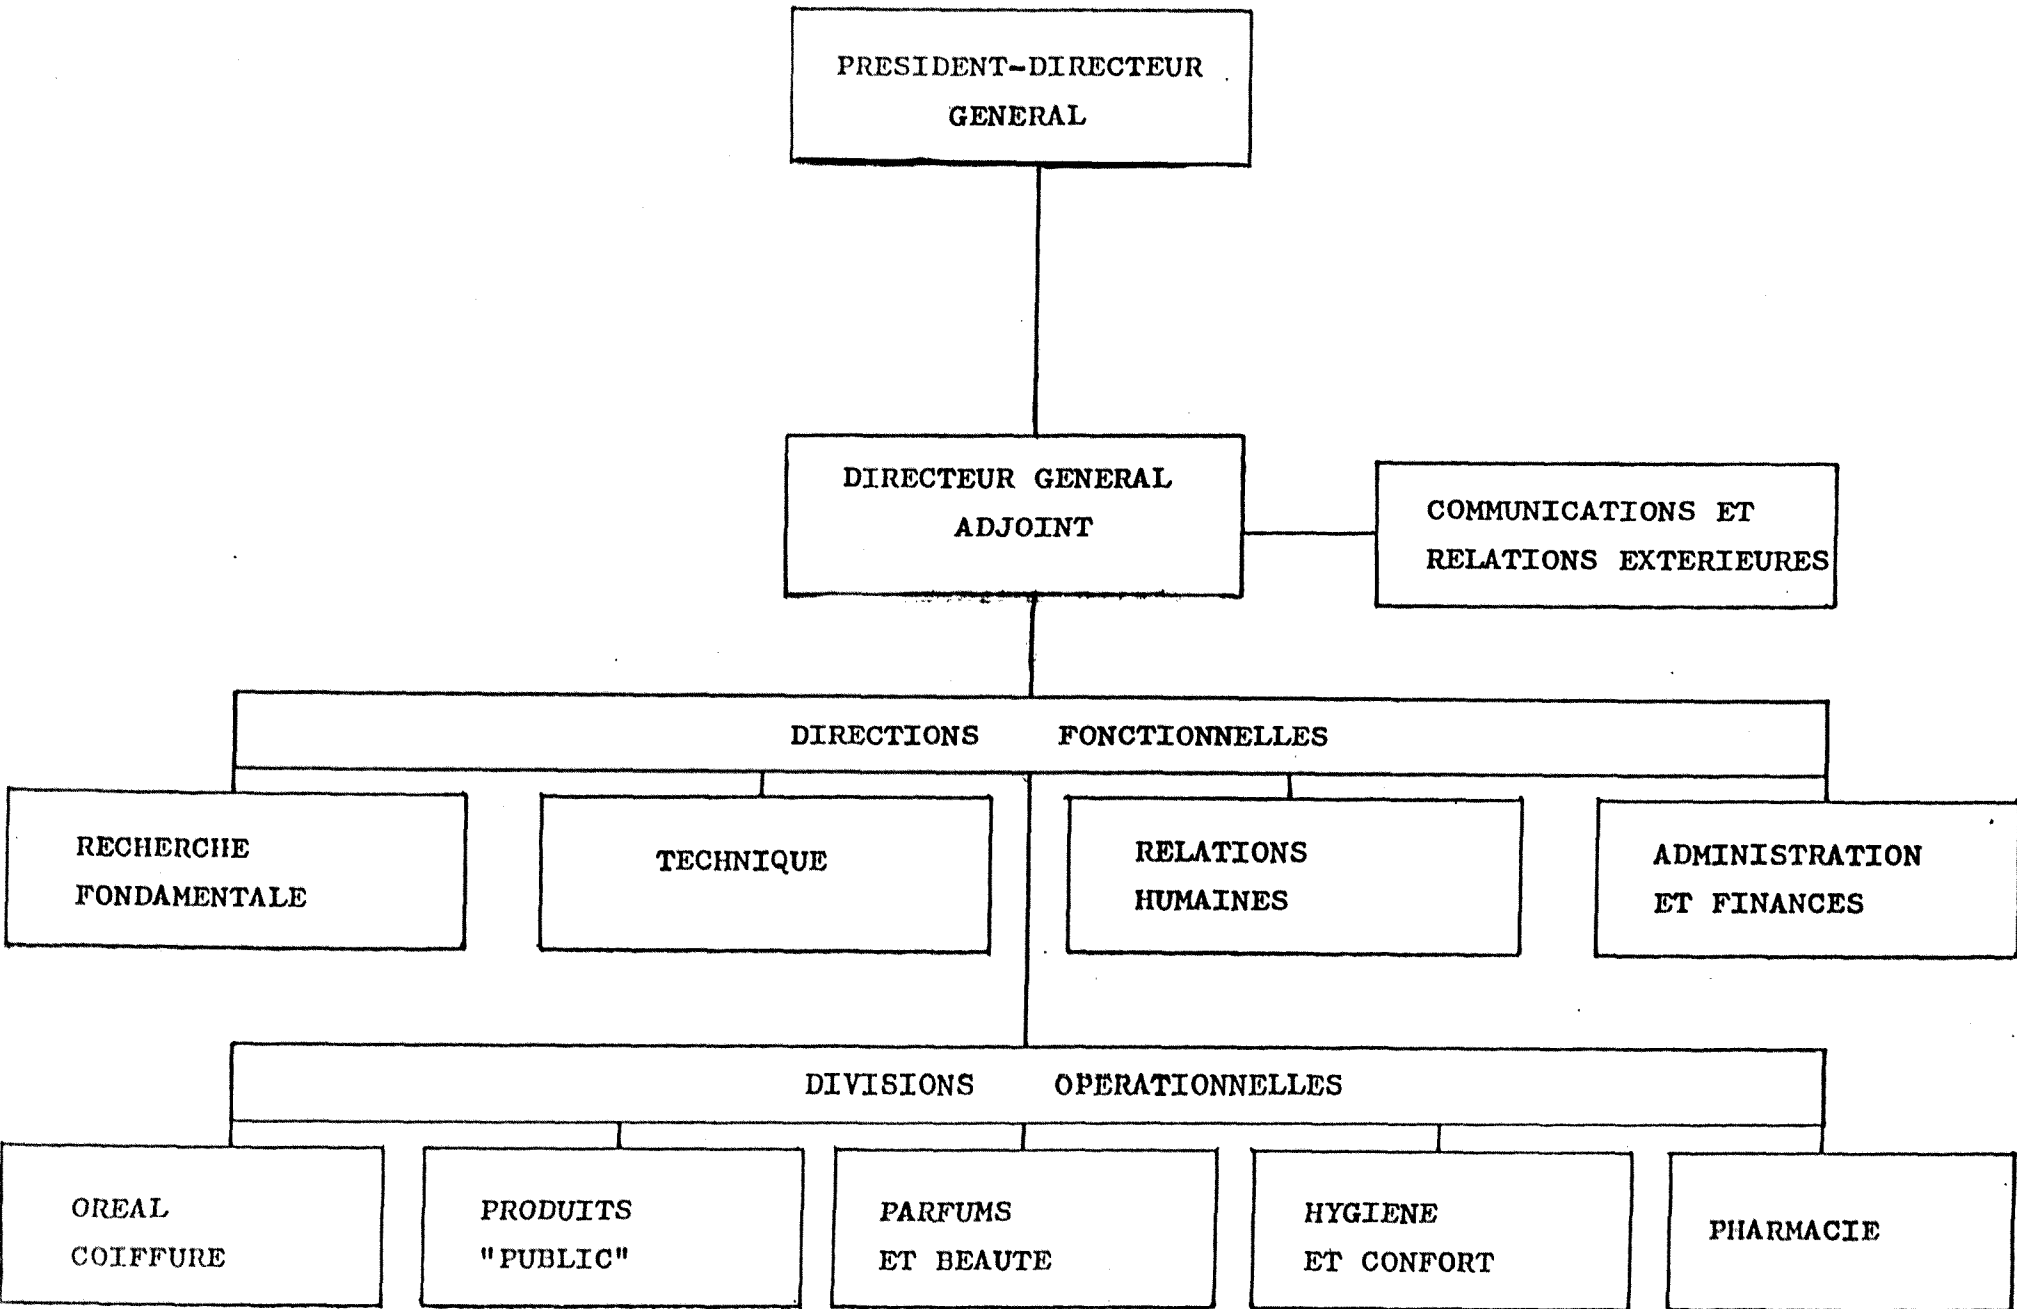 PRESIDENT-DIRECTEUR
GENERAL
DIRECTEUR GENERAL
ADJOINT
COMMUNICATIONS ET
RELATIONS EXTERIEURES
DIRECTIONS FONCTIONNELLES
RECHERCHE
FONDAMENTALE
TECHNIQUE
RELATIONS
HUMAINES
ADMINISTRATION
ET FINANCES
DIVISIONS OPERATIONNELLES
OREAL
COIFFURE
PRODUITS
"PUBLIC"
PARFUMS
ET BEAUTE
HYGIENE
ET CONFORT
PHARMACIE